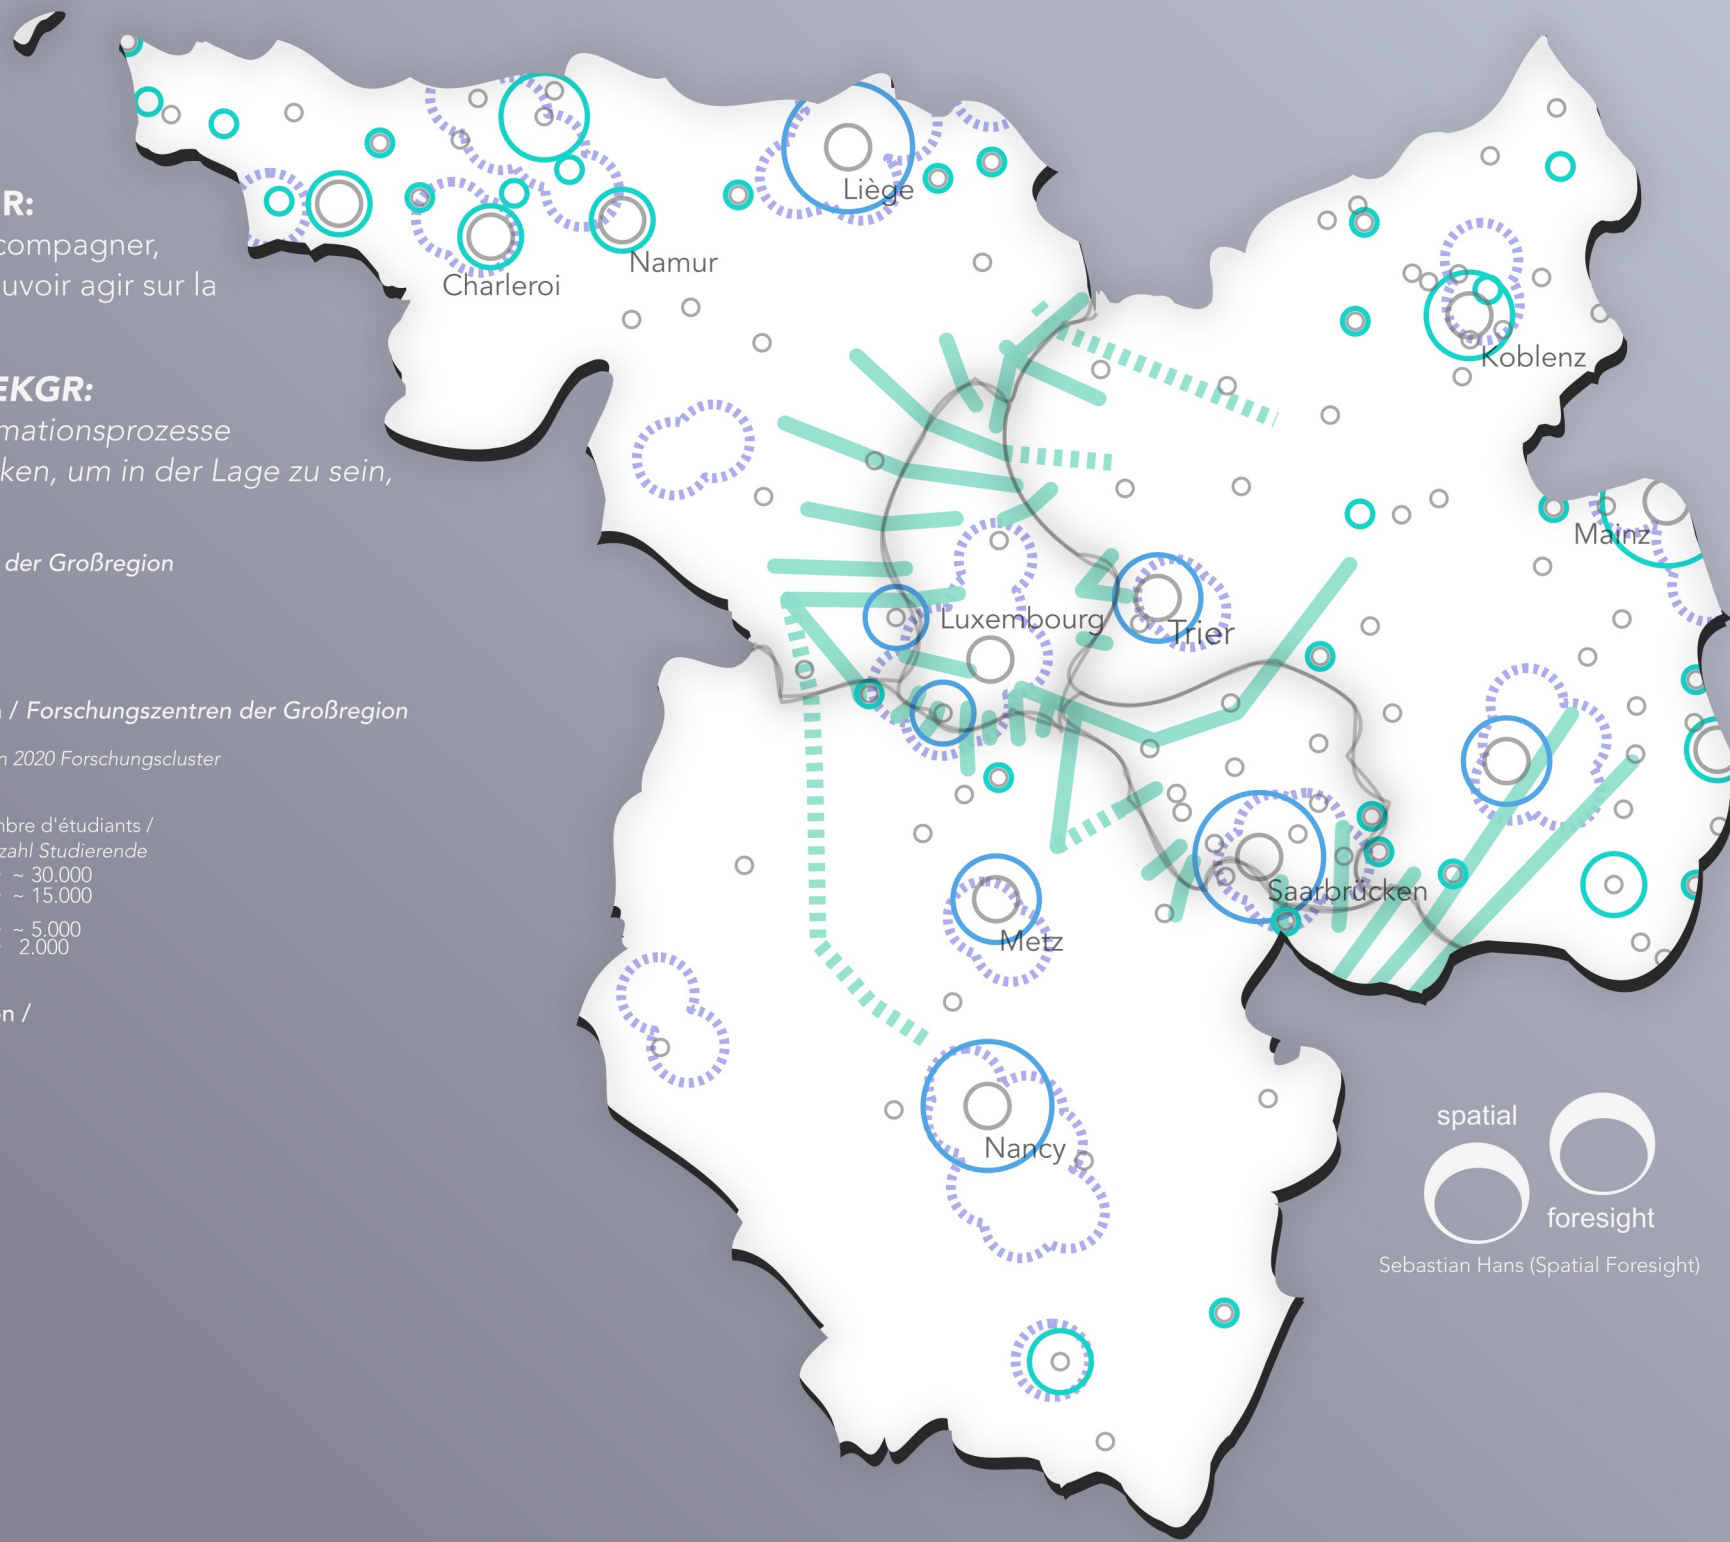 R:
compagner,
uvoir agir sur la
EKGR:
mationsprozesse
ken, um in der Lage zu sein,
der Großregion
/ Forschungszentren der Großregion
n 2020 Forschungscluster
mbre d'étudiants /
zahl Studierende
~ 30.000
~ 15.000
~ 5.000
2.000
on /
Liège
Namur
Charleroi
Koblenz
Mainz
Luxembourg
Trier
Saarbrücken
Metz
Nancy
spatial
foresight
Sebastian Hans (Spatial Foresight)